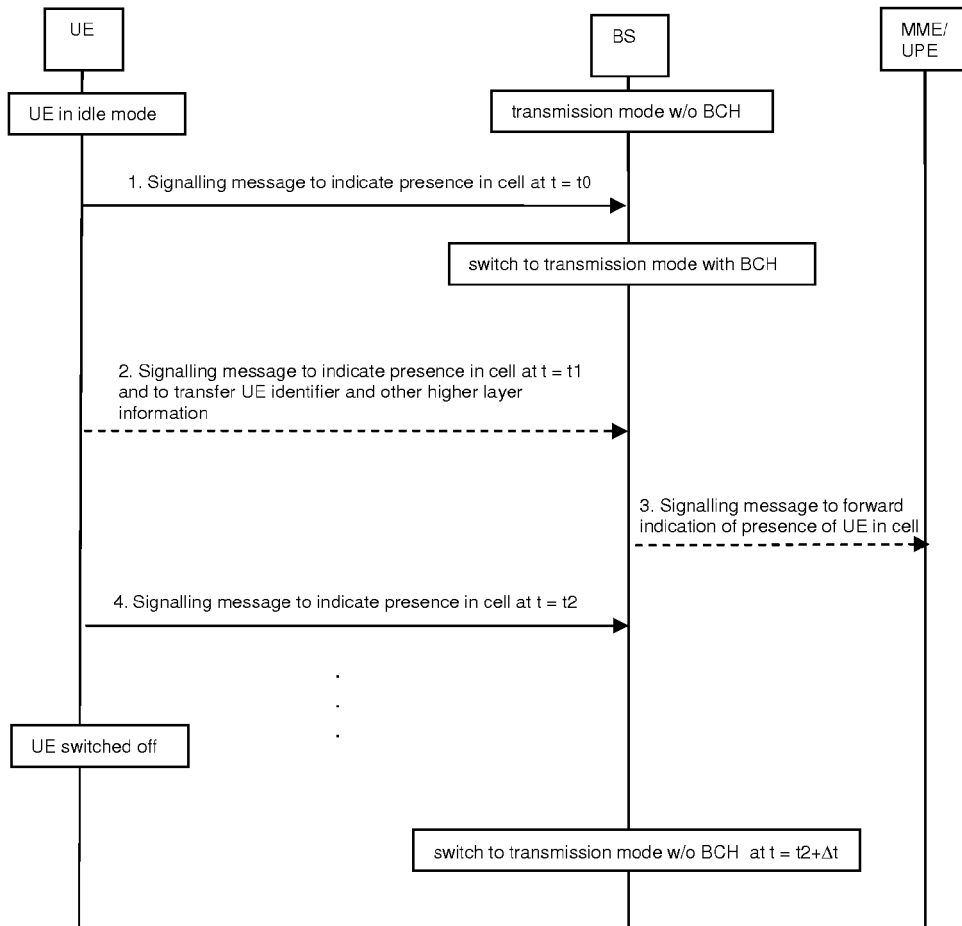 UE
BS
MME/
UPE
UE in idle mode
transmission mode w/o BCH
1. Signalling message to indicate presence in cell at t = t0
switch to transmission mode with BCH
2. Signalling message to indicate presence in cell at t = t1
and to transfer UE identifier and other higher layer
information
3. Signalling message to forward
indication of presence of UE in cell
4. Signalling message to indicate presence in cell at t = t2
.
.
.
UE switched off
switch to transmission mode w/o BCH at t = t2+Δt